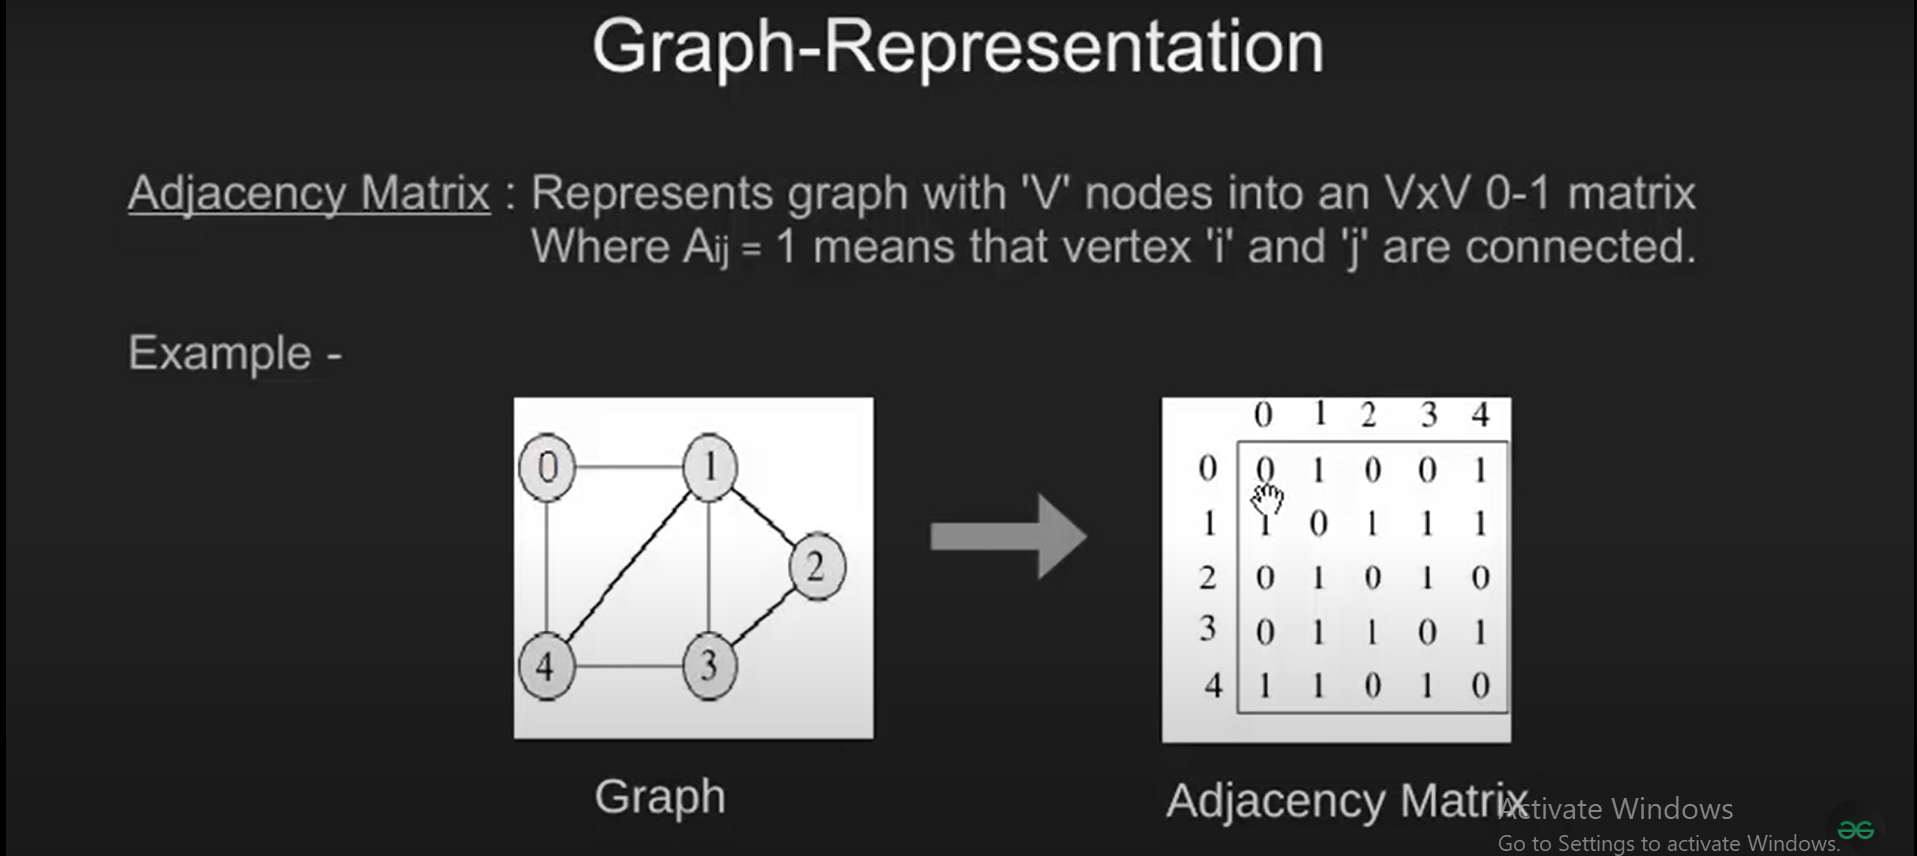 Graph-Representation
Adjacency Matrix : Represents graph with 'V' nodes into an VxV 0-1 matrix
Where Aij = 1 means that vertex 'i' and 'j' are connected.
Example -
0 1
2
4 3
0 1 2 3 4
0 0 1 0 0 1
1 1 0 1 1 1
2 0 1 0 1 0
3 0 1 1 0 1
4 1 1 0 1 0
Graph
Adjacency Matrix
Activate Windows
Go to Settings to activate Windows.